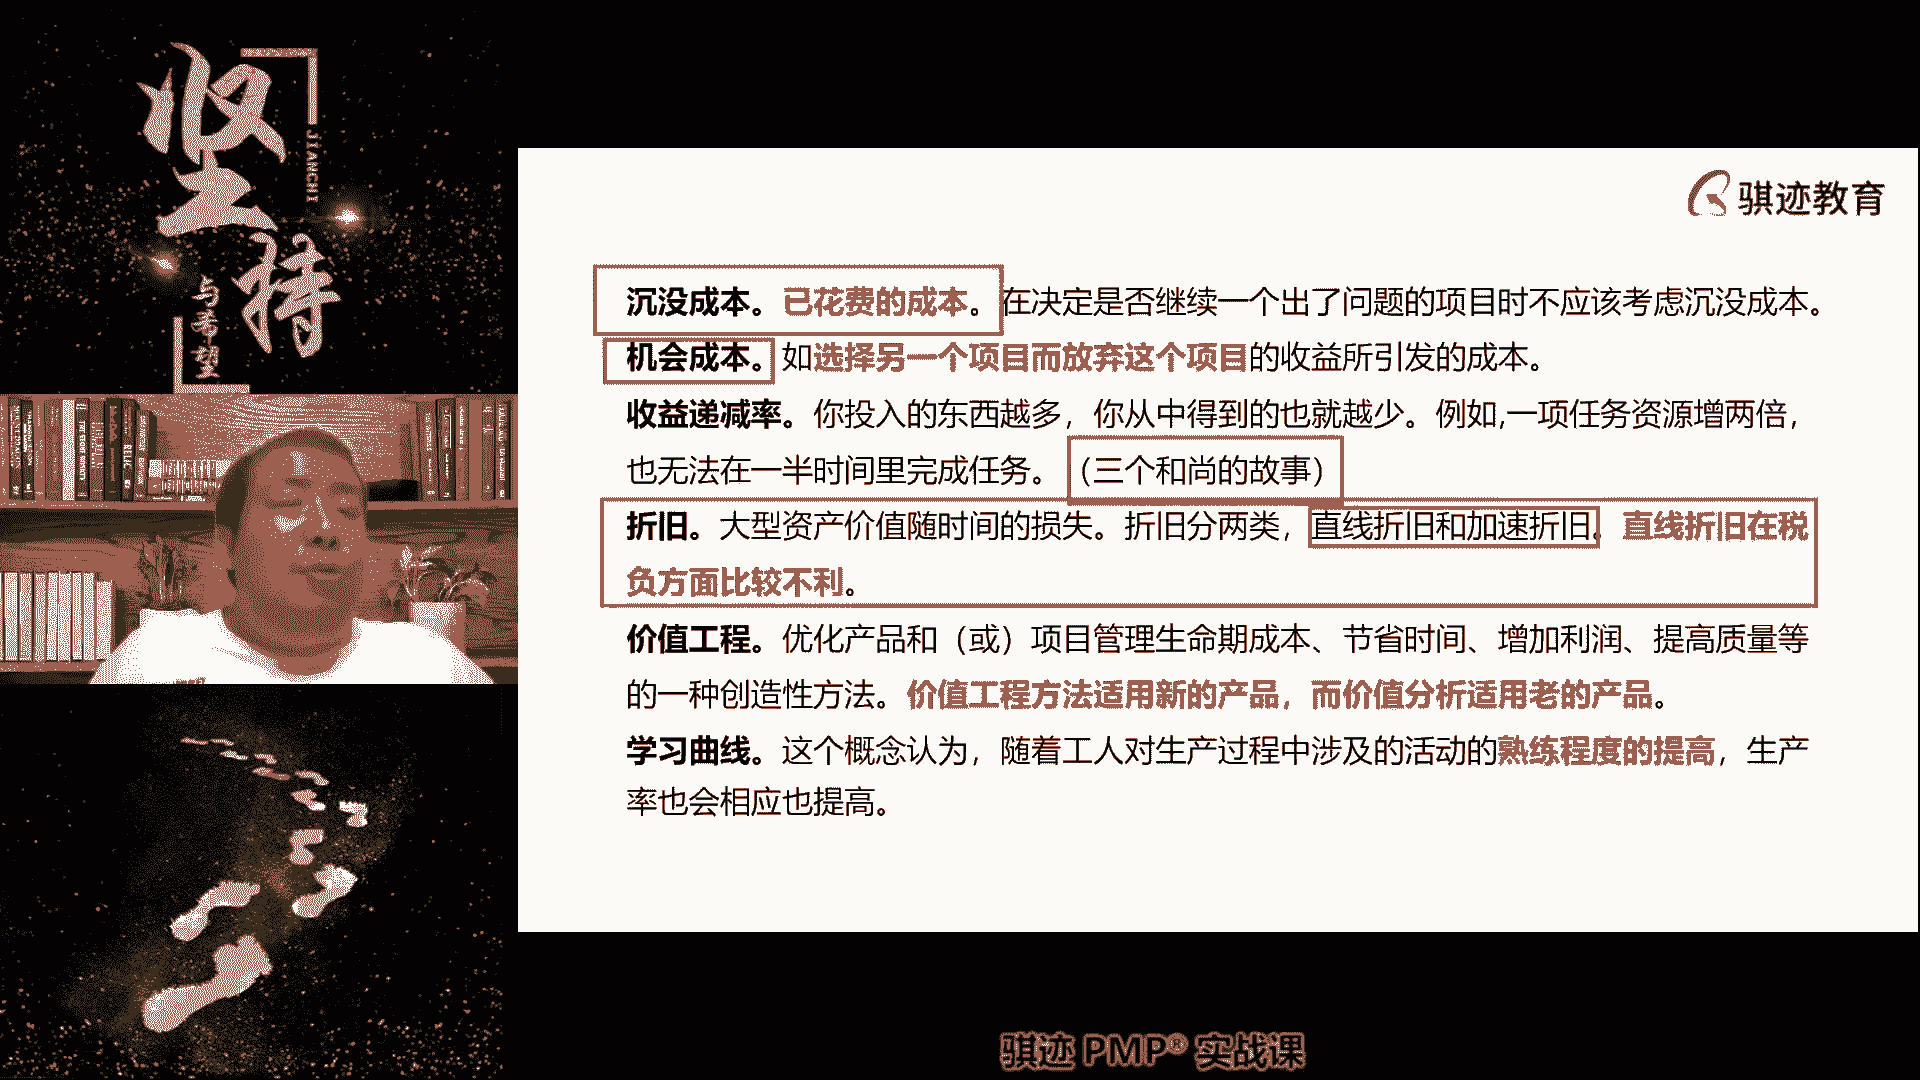 坚持
JIANCHI
与希望
骐迹教育
沉没成本。已花费的成本。在决定是否继续一个出了问题的项目时不应该考虑沉没成本。
机会成本。如选择另一个项目而放弃这个项目的收益所引发的成本。
收益递减率。你投入的东西越多，你从中得到的也就越少。例如,一项任务资源增两倍，
也无法在一半时间里完成任务。（三个和尚的故事）
折旧。大型资产价值随时间的损失。折旧分两类，直线折旧和加速折旧。直线折旧在税
负方面比较不利。
价值工程。优化产品和（或）项目管理生命期成本、节省时间、增加利润、提高质量等
的一种创造性方法。价值工程方法适用新的产品，而价值分析适用老的产品。
学习曲线。这个概念认为，随着工人对生产过程中涉及的活动的熟练程度的提高，生产
率也会相应也提高。
骐迹 PMP® 实战课